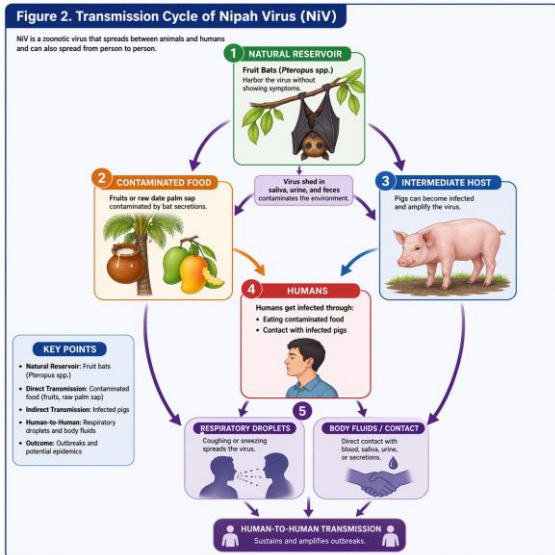 Figure 2. Transmission Cycle of Nipah Virus (NiV)
NiV is a zoonotic virus that spreads between animals and humans
and can also spread from person to person.
1 NATURAL RESERVOIR
Fruit Bats (Pteropus spp.)
Harbor the virus without
showing symptoms.
Virus shed in
saliva, urine, and feces
contaminates the environment.
2 CONTAMINATED FOOD
Fruits or raw date palm sap
contaminated by bat secretions.
3 INTERMEDIATE HOST
Pigs can become infected
and amplify the virus.
4 HUMANS
Humans get infected through:
• Eating contaminated food
• Contact with infected pigs
KEY POINTS
• Natural Reservoir: Fruit bats
(Pteropus spp.)
• Direct Transmission: Contaminated
food (fruits, raw palm sap)
• Indirect Transmission: Infected
pigs
• Human-to-Human: Respiratory
droplets and body fluids
• Outcome: Outbreaks and
potential epidemics
5
RESPIRATORY DROPLETS
Coughing or sneezing
spreads the virus.
BODY FLUIDS / CONTACT
Direct contact with
blood, saliva, urine,
or secretions.
HUMAN-TO-HUMAN TRANSMISSION
Sustains and amplifies outbreaks.